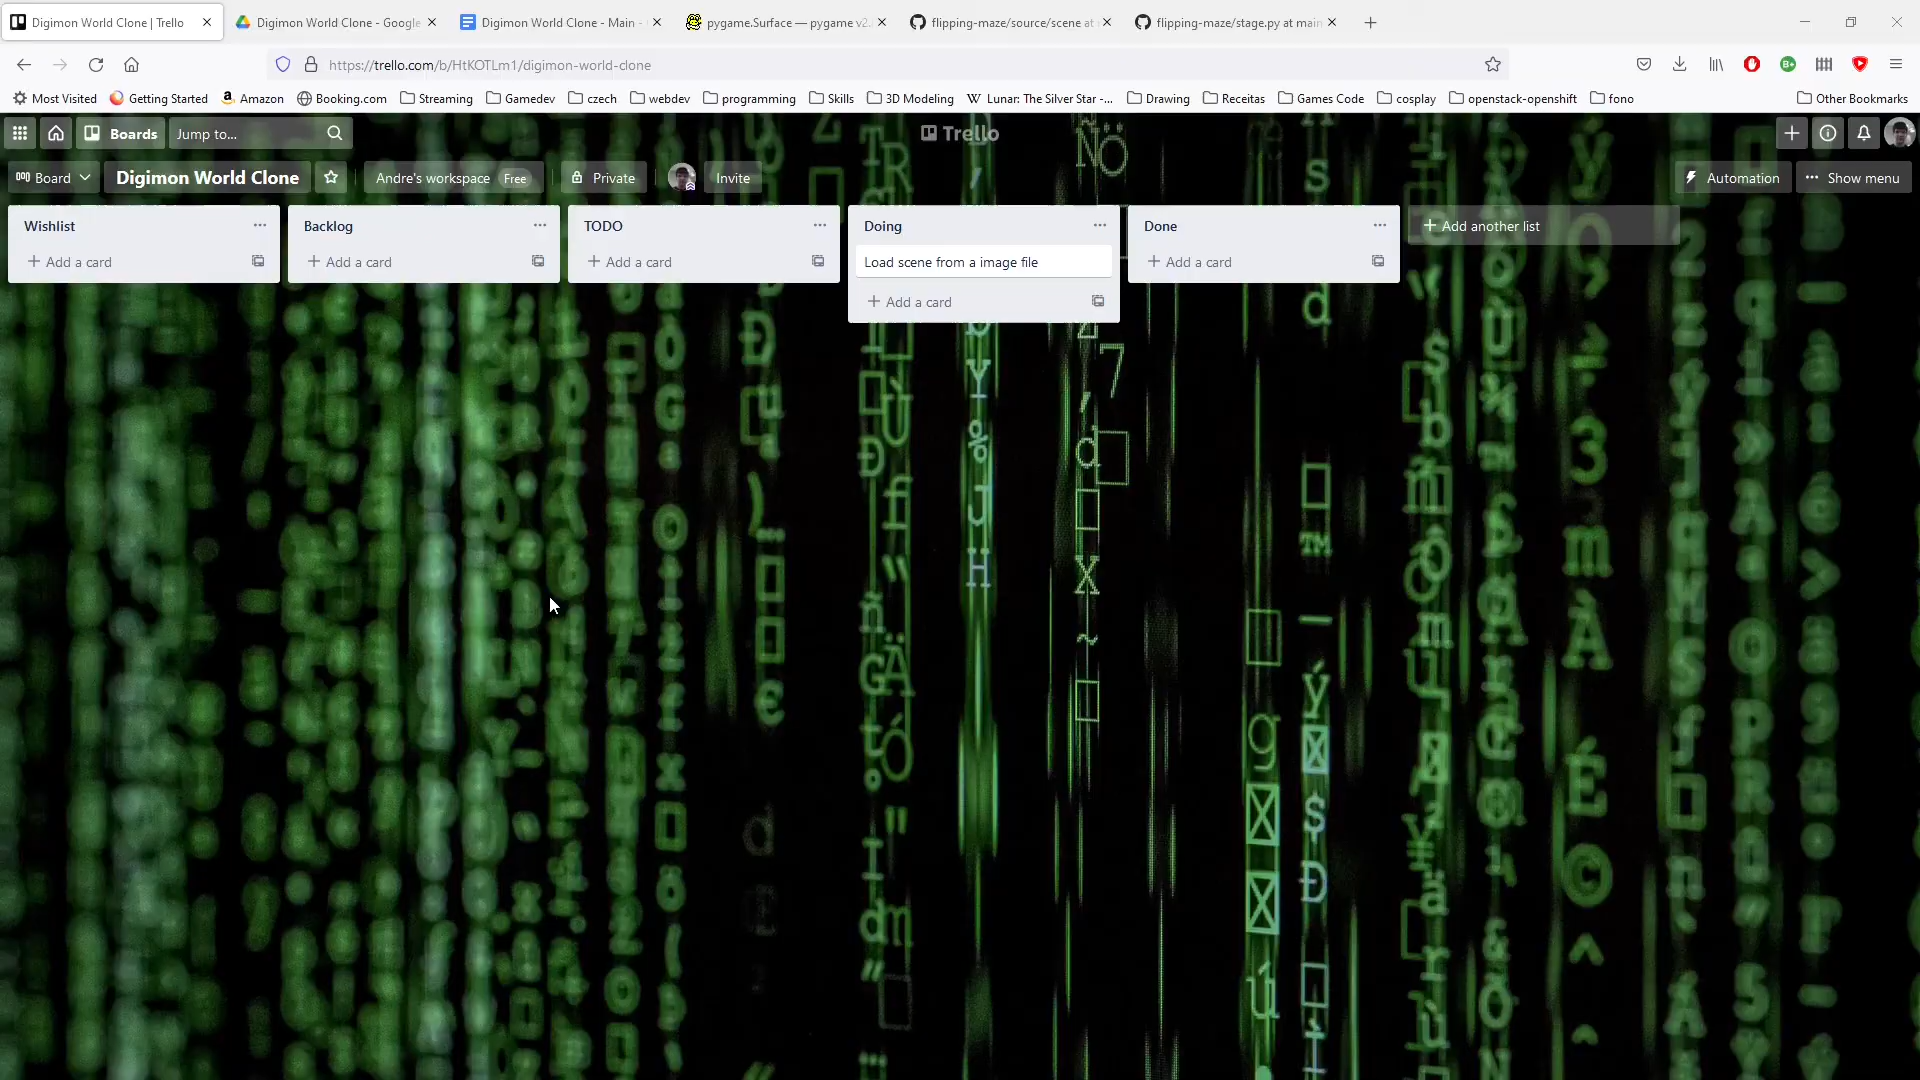 Digimon World Clone | Trello
Digimon World Clone - Google
Digimon World Clone - Main -
pygame.Surface — pygame v2.
flipping-maze/source/scene at
flipping-maze/stage.py at main
https://trello.com/b/HtKOTLm1/digimon-world-clone
Most Visited
Getting Started
Amazon
Booking.com
Streaming
Gamedev
czech
webdev
programming
Skills
3D Modeling
Lunar: The Silver Star -...
Drawing
Receitas
Games Code
cosplay
openstack-openshift
fono
Other Bookmarks
Boards
Jump to...
Trello
Board
Digimon World Clone
Andre's workspace
Free
Private
Invite
Automation
Show menu
Wishlist
Add a card
Backlog
Add a card
TODO
Add a card
Doing
Load scene from a image file
Add a card
Done
Add a card
Add another list